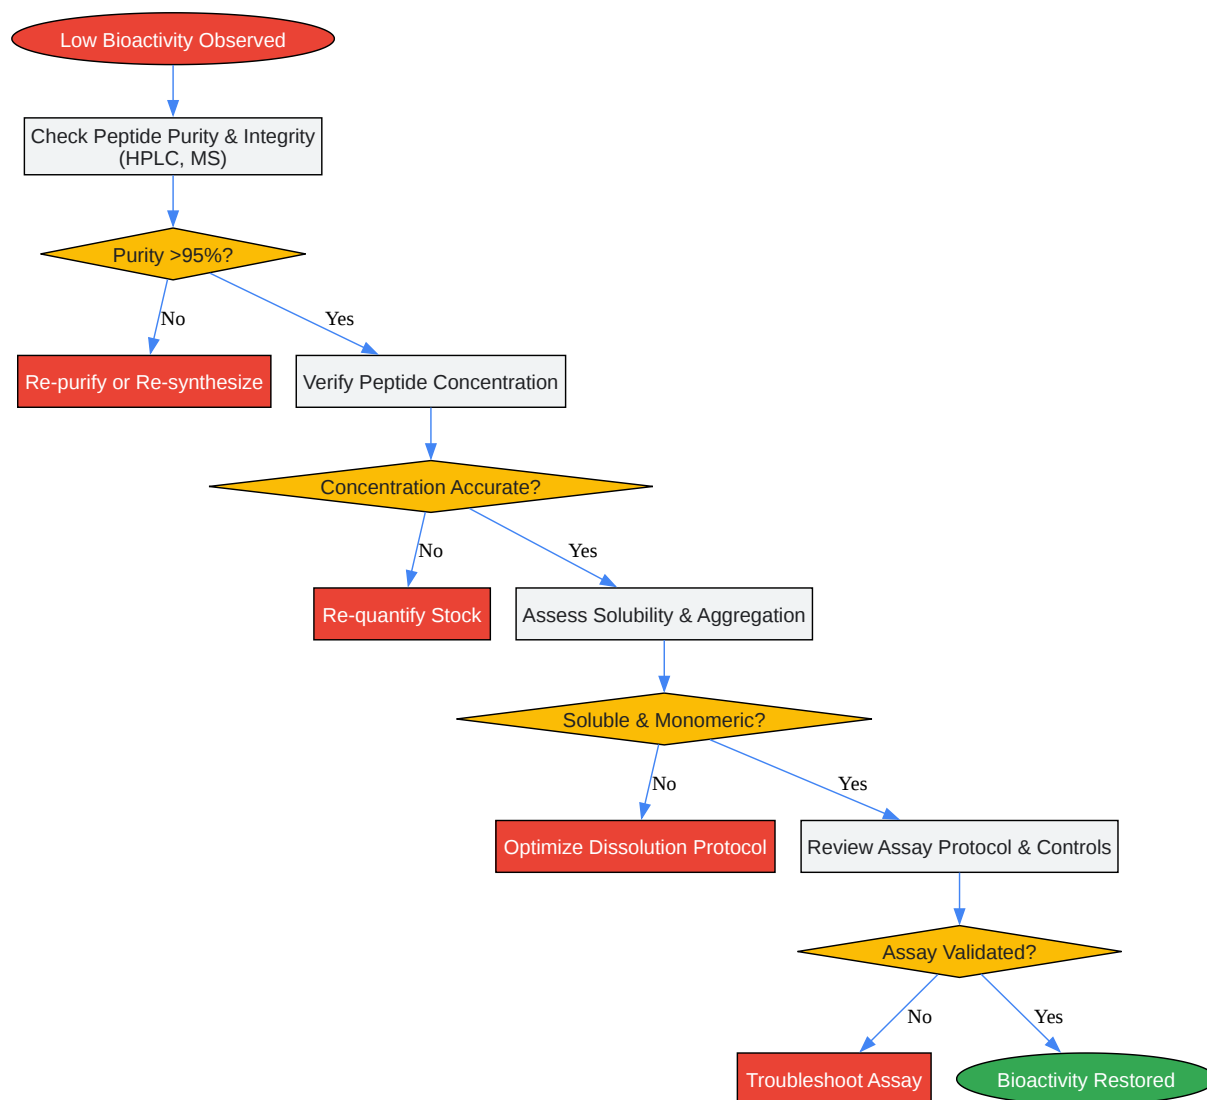 Low Bioactivity Observed
Check Peptide Purity & Integrity
(HPLC, MS)
Purity >95%?
No
Yes
Re-purify or Re-synthesize
Verify Peptide Concentration
Concentration Accurate?
No
Yes
Re-quantify Stock
Assess Solubility & Aggregation
Soluble & Monomeric?
No
Yes
Optimize Dissolution Protocol
Review Assay Protocol & Controls
Assay Validated?
No
Yes
Troubleshoot Assay
Bioactivity Restored